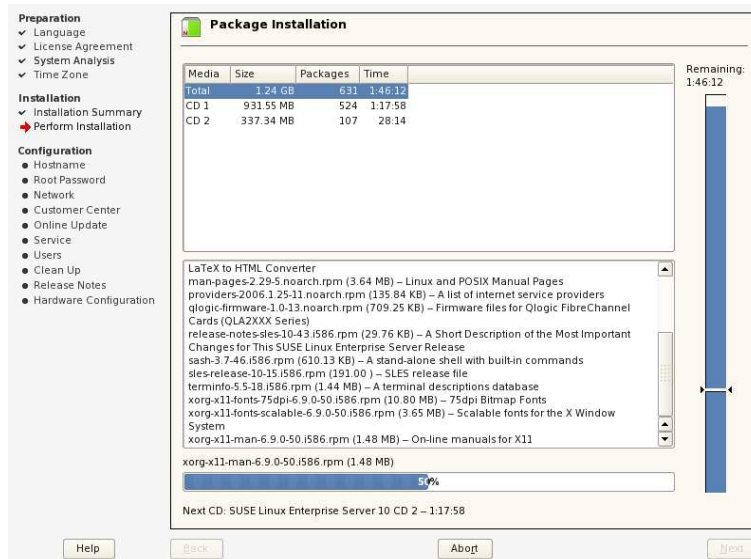 Preparation
Language
License Agreement
System Analysis
Time Zone
Installation
Installation Summary
Perform Installation
Configuration
Hostname
Root Password
Network
Customer Center
Online Update
Service
Users
Clean Up
Release Notes
Hardware Configuration
Package Installation
Media Size Packages Time
Total 1.24 GB 631 1:46:12
CD 1 931.55 MB 524 1:17:58
CD 2 337.34 MB 107 28:14
Remaining:
1:46:12
LaTeX to HTML Converter
man-pages-2.29-5.noarch.rpm (3.64 MB) – Linux and POSIX Manual Pages
providers-2006.1.25-11.noarch.rpm (135.84 KB) – A list of internet service providers
qlogic-firmware-1.0-13.noarch.rpm (709.25 KB) – Firmware files for Qlogic FibreChannel
Cards (QLA2XXX Series)
release-notes-sles-10-43.i586.rpm (29.76 KB) – A Short Description of the Most Important
Changes for This SUSE Linux Enterprise Server Release
sash-3.7-46.i586.rpm (610.13 KB) – A stand-alone shell with built-in commands
sles-release-10-15.i586.rpm (191.00 ) – SLES release file
terminfo-5.5-18.i586.rpm (1.44 MB) – A terminal descriptions database
xorg-x11-fonts-75dpi-6.9.0-50.i586.rpm (10.80 MB) – 75dpi Bitmap Fonts
xorg-x11-fonts-scalable-6.9.0-50.i586.rpm (3.65 MB) – Scalable fonts for the X Window
System
xorg-x11-man-6.9.0-50.i586.rpm (1.48 MB) – On-line manuals for X11
xorg-x11-man-6.9.0-50.i586.rpm (1.48 MB)
50%
Next CD: SUSE Linux Enterprise Server 10 CD 2 – 1:17:58
Help
Back
Abort
Next